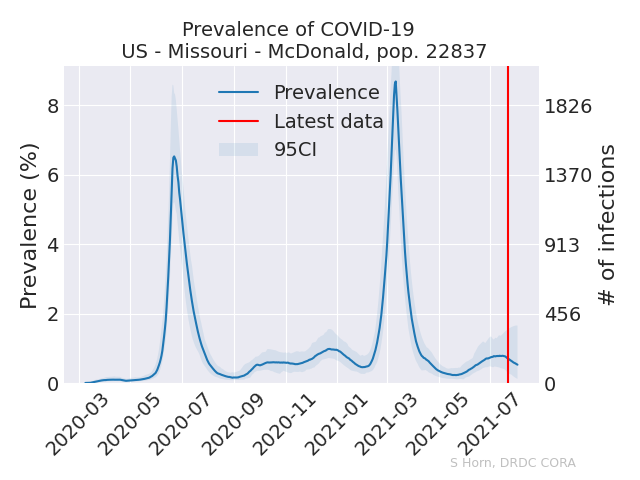 Prevalence of COVID-19
US - Missouri - McDonald, pop. 22837
Prevalence
Latest data
95CI
Prevalence (%)
8
6
4
2
0
1826
1370
913
456
0
# of infections
2020-03
2020-05
2020-07
2020-09
2020-11
2021-01
2021-03
2021-05
2021-07
S Horn, DRDC CORA